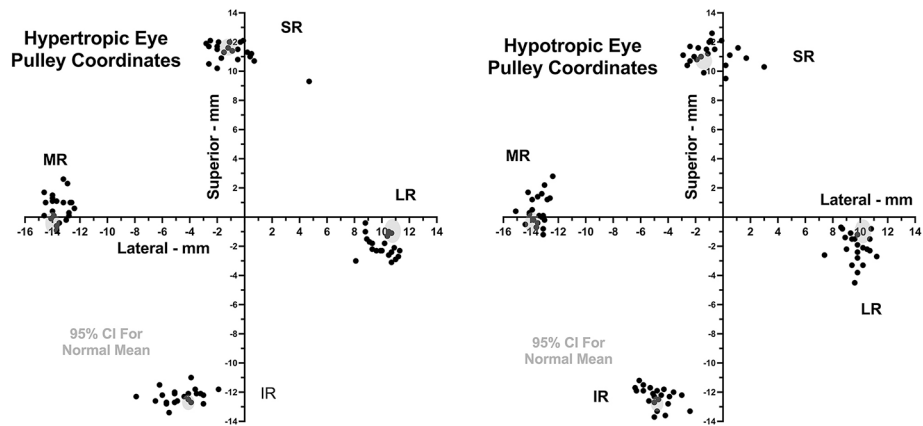 Hypertropic Eye
Pulley Coordinates
SR
Superior - mm
14
12
10
8
6
4
2
0
-2
-4
-6
-8
-10
-12
-14
MR
LR
-16 -14 -12 -10 -8 -6 -4 -2 0 2 4 6 8 10 12 14
Lateral - mm
95% CI For
Normal Mean
IR
Hypotropic Eye
Pulley Coordinates
SR
Superior - mm
14
12
10
8
6
4
2
0
-2
-4
-6
-8
-10
-12
-14
MR
Lateral - mm
-16 -14 -12 -10 -8 -6 -4 -2 0 2 4 6 8 10 12 14
LR
95% CI For
Normal Mean
IR